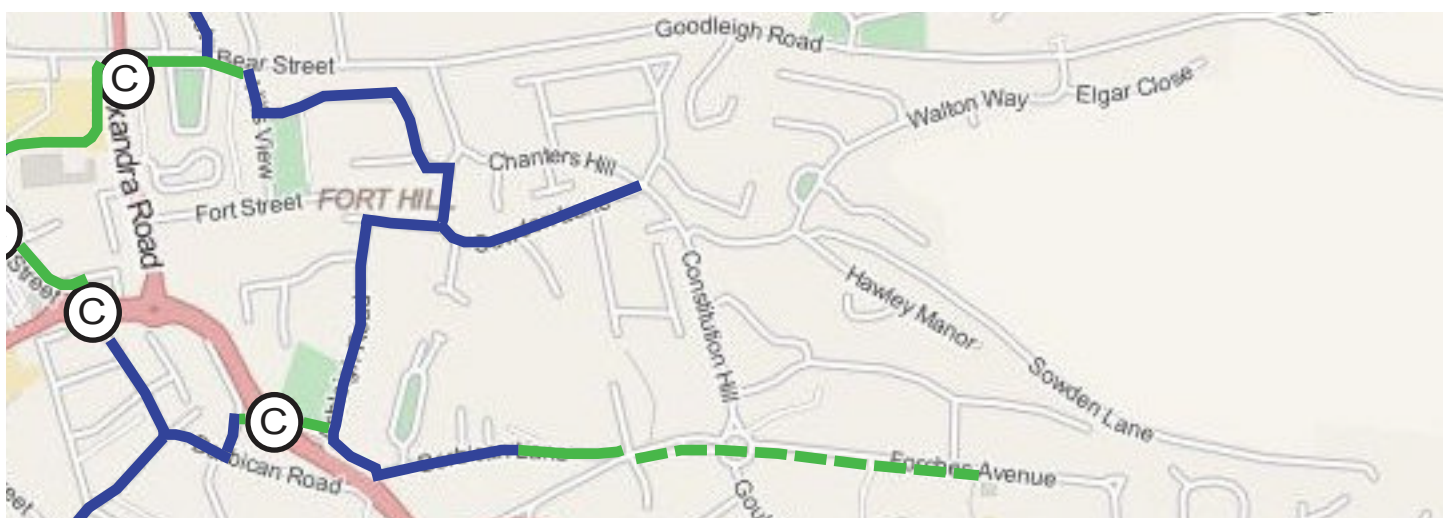 Goodleigh Road
Bear Street
C
Elgar Close
Walton Way
Chanters Hill
Fort Street
FORT HILL
Road
Street
C
Constitution Hill
Hawley Manor
Sowden Lane
C
Barbican Road
Forches Avenue